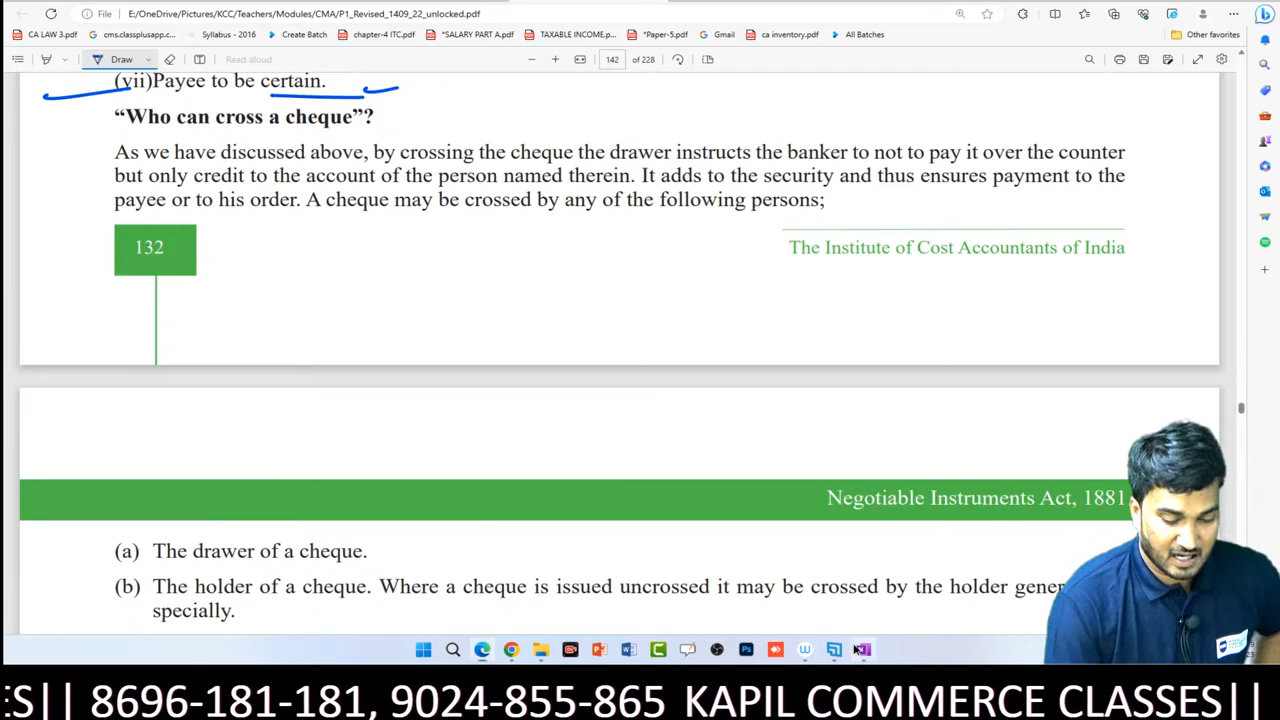 File E:/OneDrive/Pictures/KCC/Teachers/Modules/CMA/P1_Revised_1409_22_unlocked.pdf
CA LAW 3.pdf cms.classplusapp.c... Syllabus - 2016 Create Batch chapter-4 ITC.pdf *SALARY PART A.pdf TAXABLE INCOME.pdf *Paper-5.pdf Gmail ca inventory.pdf All Batches Other favorites
Draw Read aloud 142 of 228
(vii)Payee to be certain.
“Who can cross a cheque”?
As we have discussed above, by crossing the cheque the drawer instructs the banker to not to pay it over the counter
but only credit to the account of the person named therein. It adds to the security and thus ensures payment to the
payee or to his order. A cheque may be crossed by any of the following persons;
132
The Institute of Cost Accountants of India
Negotiable Instruments Act, 1881
(a) The drawer of a cheque.
(b) The holder of a cheque. Where a cheque is issued uncrossed it may be crossed by the holder gener
specially.
ES|| 8696-181-181, 9024-855-865 KAPIL COMMERCE CLASSES||